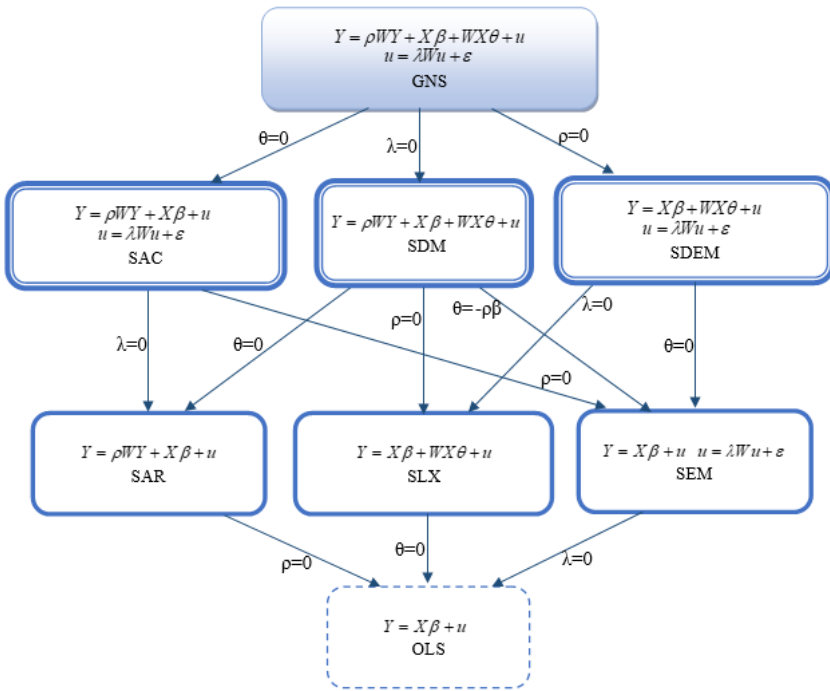 Y = ρWY + Xβ + WXθ + u
u = λWu + ε
GNS
θ=0
λ=0
ρ=0
Y = ρWY + Xβ + u
u = λWu + ε
SAC
Y = ρWY + Xβ + WXθ + u
SDM
Y = Xβ + WXθ + u
u = λWu + ε
SDEM
λ=0
θ=0
ρ=0
θ=-ρβ
λ=0
θ=0
ρ=0
Y = ρWY + Xβ + u
SAR
Y = Xβ + WXθ + u
SLX
Y = Xβ + u u = λWu + ε
SEM
ρ=0
θ=0
λ=0
Y = Xβ + u
OLS